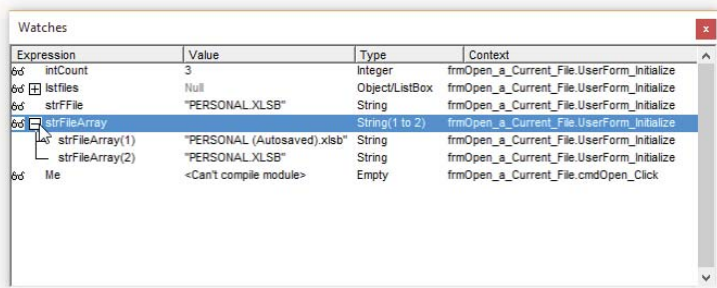 Watches
Expression Value Type Context
intCount 3 Integer frmOpen_a_Current_File.UserForm_Initialize
lstfiles Null Object/ListBox frmOpen_a_Current_File.UserForm_Initialize
strFFile "PERSONAL.XLSB" String frmOpen_a_Current_File.UserForm_Initialize
strFileArray String(1 to 2) frmOpen_a_Current_File.UserForm_Initialize
strFileArray(1) "PERSONAL (Autosaved).xlsb" String frmOpen_a_Current_File.UserForm_Initialize
strFileArray(2) "PERSONAL.XLSB" String frmOpen_a_Current_File.UserForm_Initialize
Me <Can't compile module> Empty frmOpen_a_Current_File.cmdOpen_Click